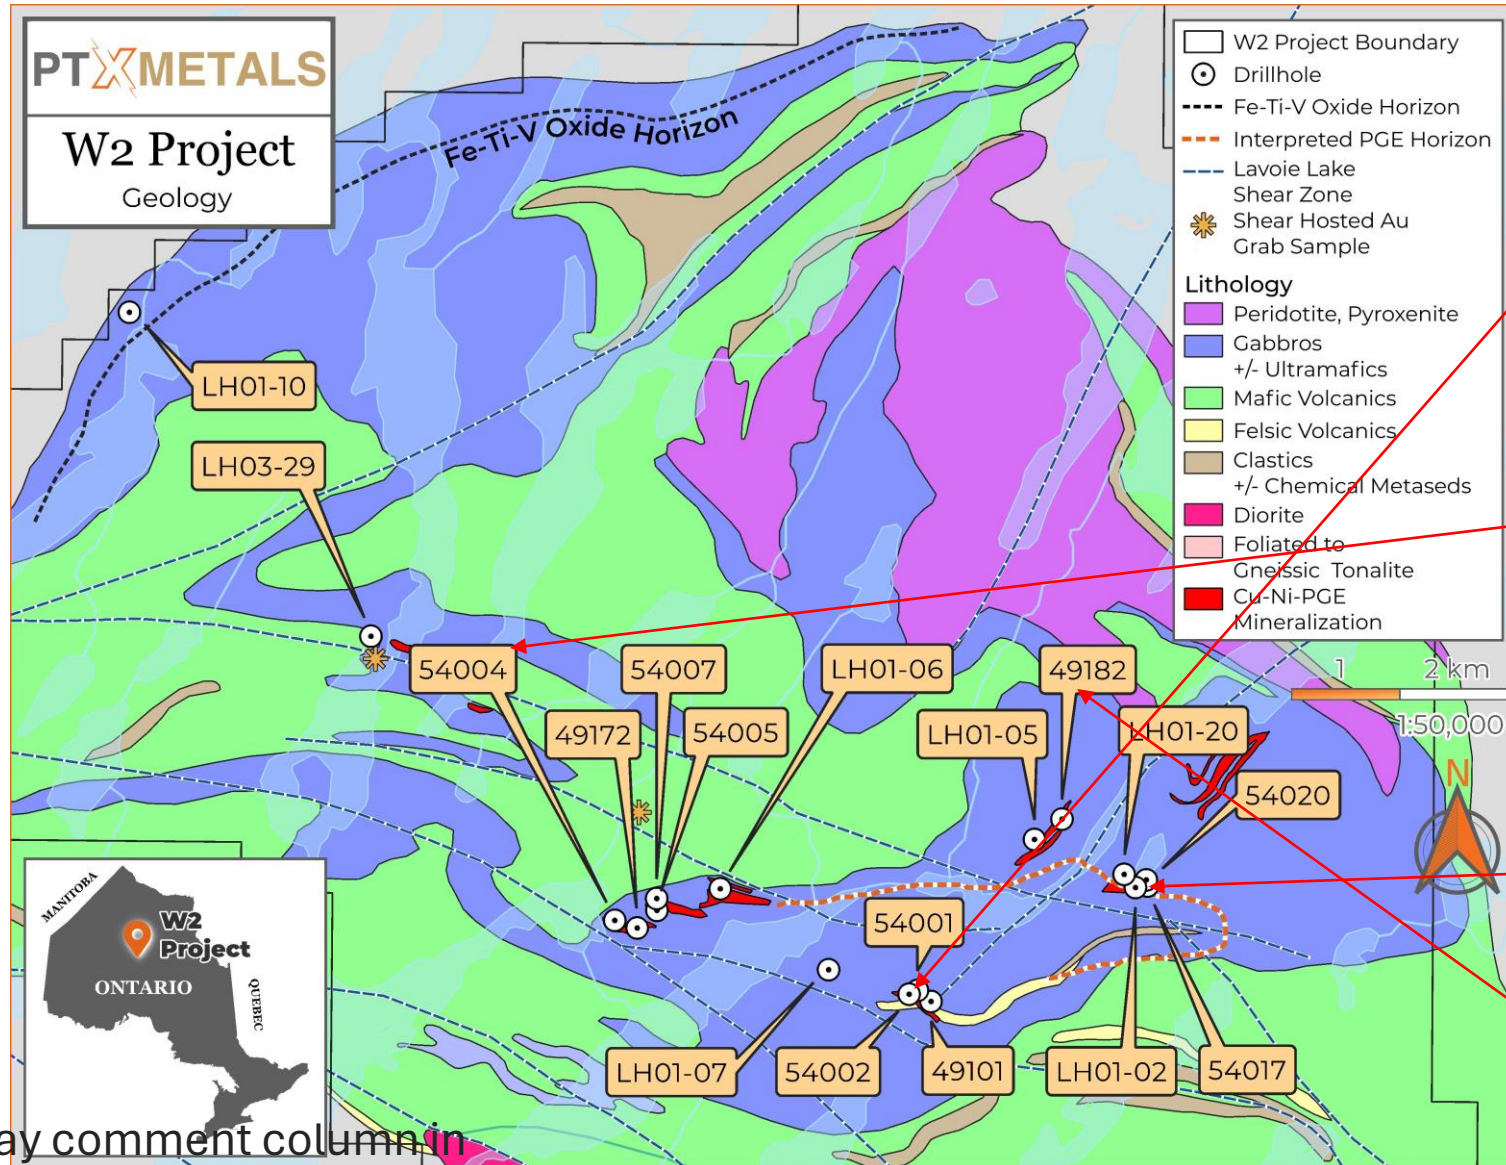 PTXMETALS
W2 Project
Geology
Fe-Ti-V Oxide Horizon
W2 Project Boundary
Drillhole
Fe-Ti-V Oxide Horizon
Interpreted PGE Horizon
Lavoie Lake
Shear Zone
Shear Hosted Au
Grab Sample
Lithology
Peridotite, Pyroxenite
Gabbros
+/- Ultramafics
Mafic Volcanics
Felsic Volcanics
Clastics
+/- Chemical Metaseds
Diorite
Foliated to
Gneissic Tonalite
Cu-Ni-PGE
Mineralization
1 2 km
1:50,000
N
LH01-10
LH03-29
54004
54007
LH01-06
49182
49172
54005
LH01-05
LH01-20
54020
54001
LH01-07
54002
49101
LH01-02
54017
MANITOBA
W2
Project
ONTARIO
QUEBEC
ay comment column in